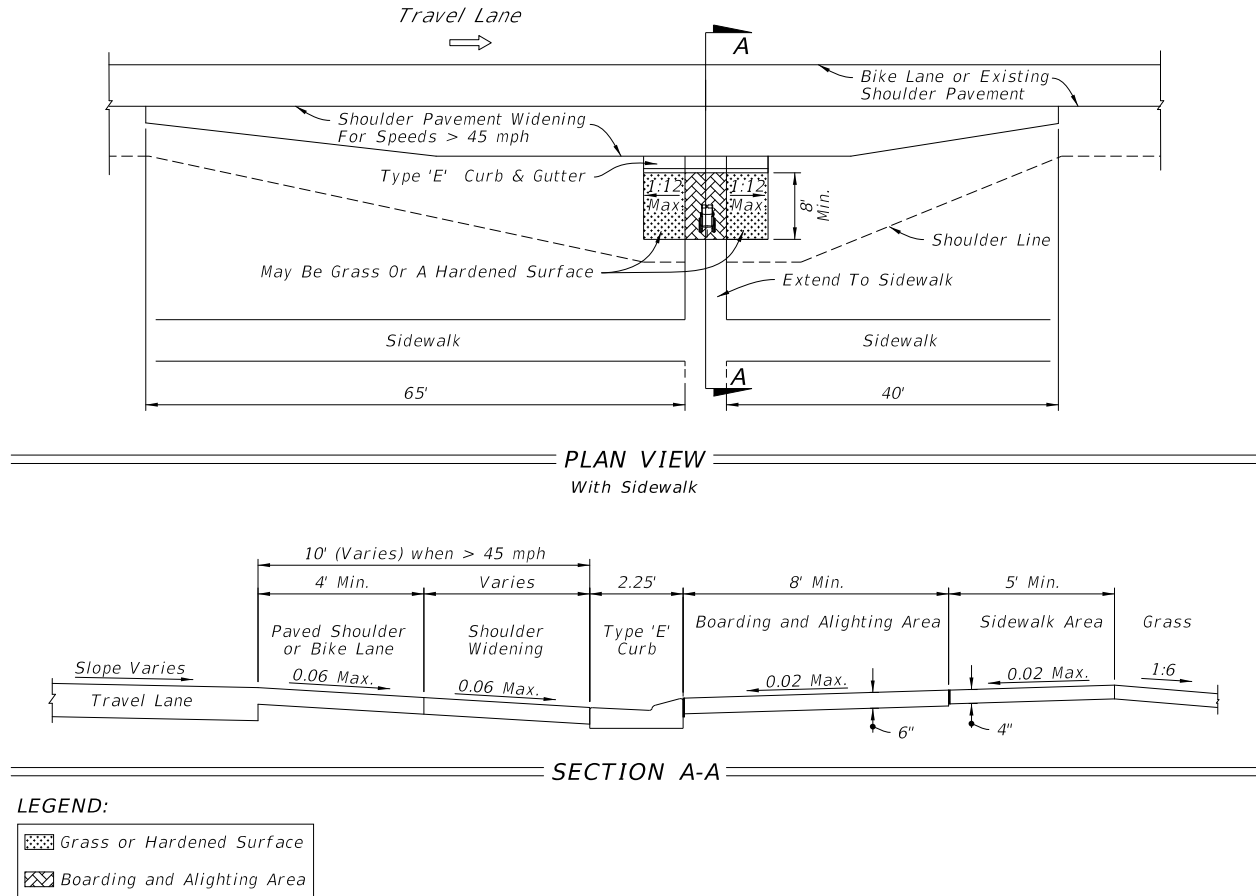 Travel Lane
A
Bike Lane or Existing
Shoulder Pavement
Shoulder Pavement Widening
For Speeds > 45 mph
Type 'E' Curb & Gutter
1:12
Max
1:12
Max
8'
Min.
Shoulder Line
May Be Grass Or A Hardened Surface
Extend To Sidewalk
Sidewalk
Sidewalk
A
65'
40'
PLAN VIEW
With Sidewalk
10' (Varies) when > 45 mph
4' Min.
Varies
2.25'
8' Min.
5' Min.
Paved Shoulder
or Bike Lane
Shoulder
Widening
Type 'E'
Curb
Boarding and Alighting Area
Sidewalk Area
Grass
Slope Varies
0.06 Max.
0.06 Max.
0.02 Max.
0.02 Max.
1:6
Travel Lane
6"
4"
SECTION A-A
LEGEND:
Grass or Hardened Surface
Boarding and Alighting Area